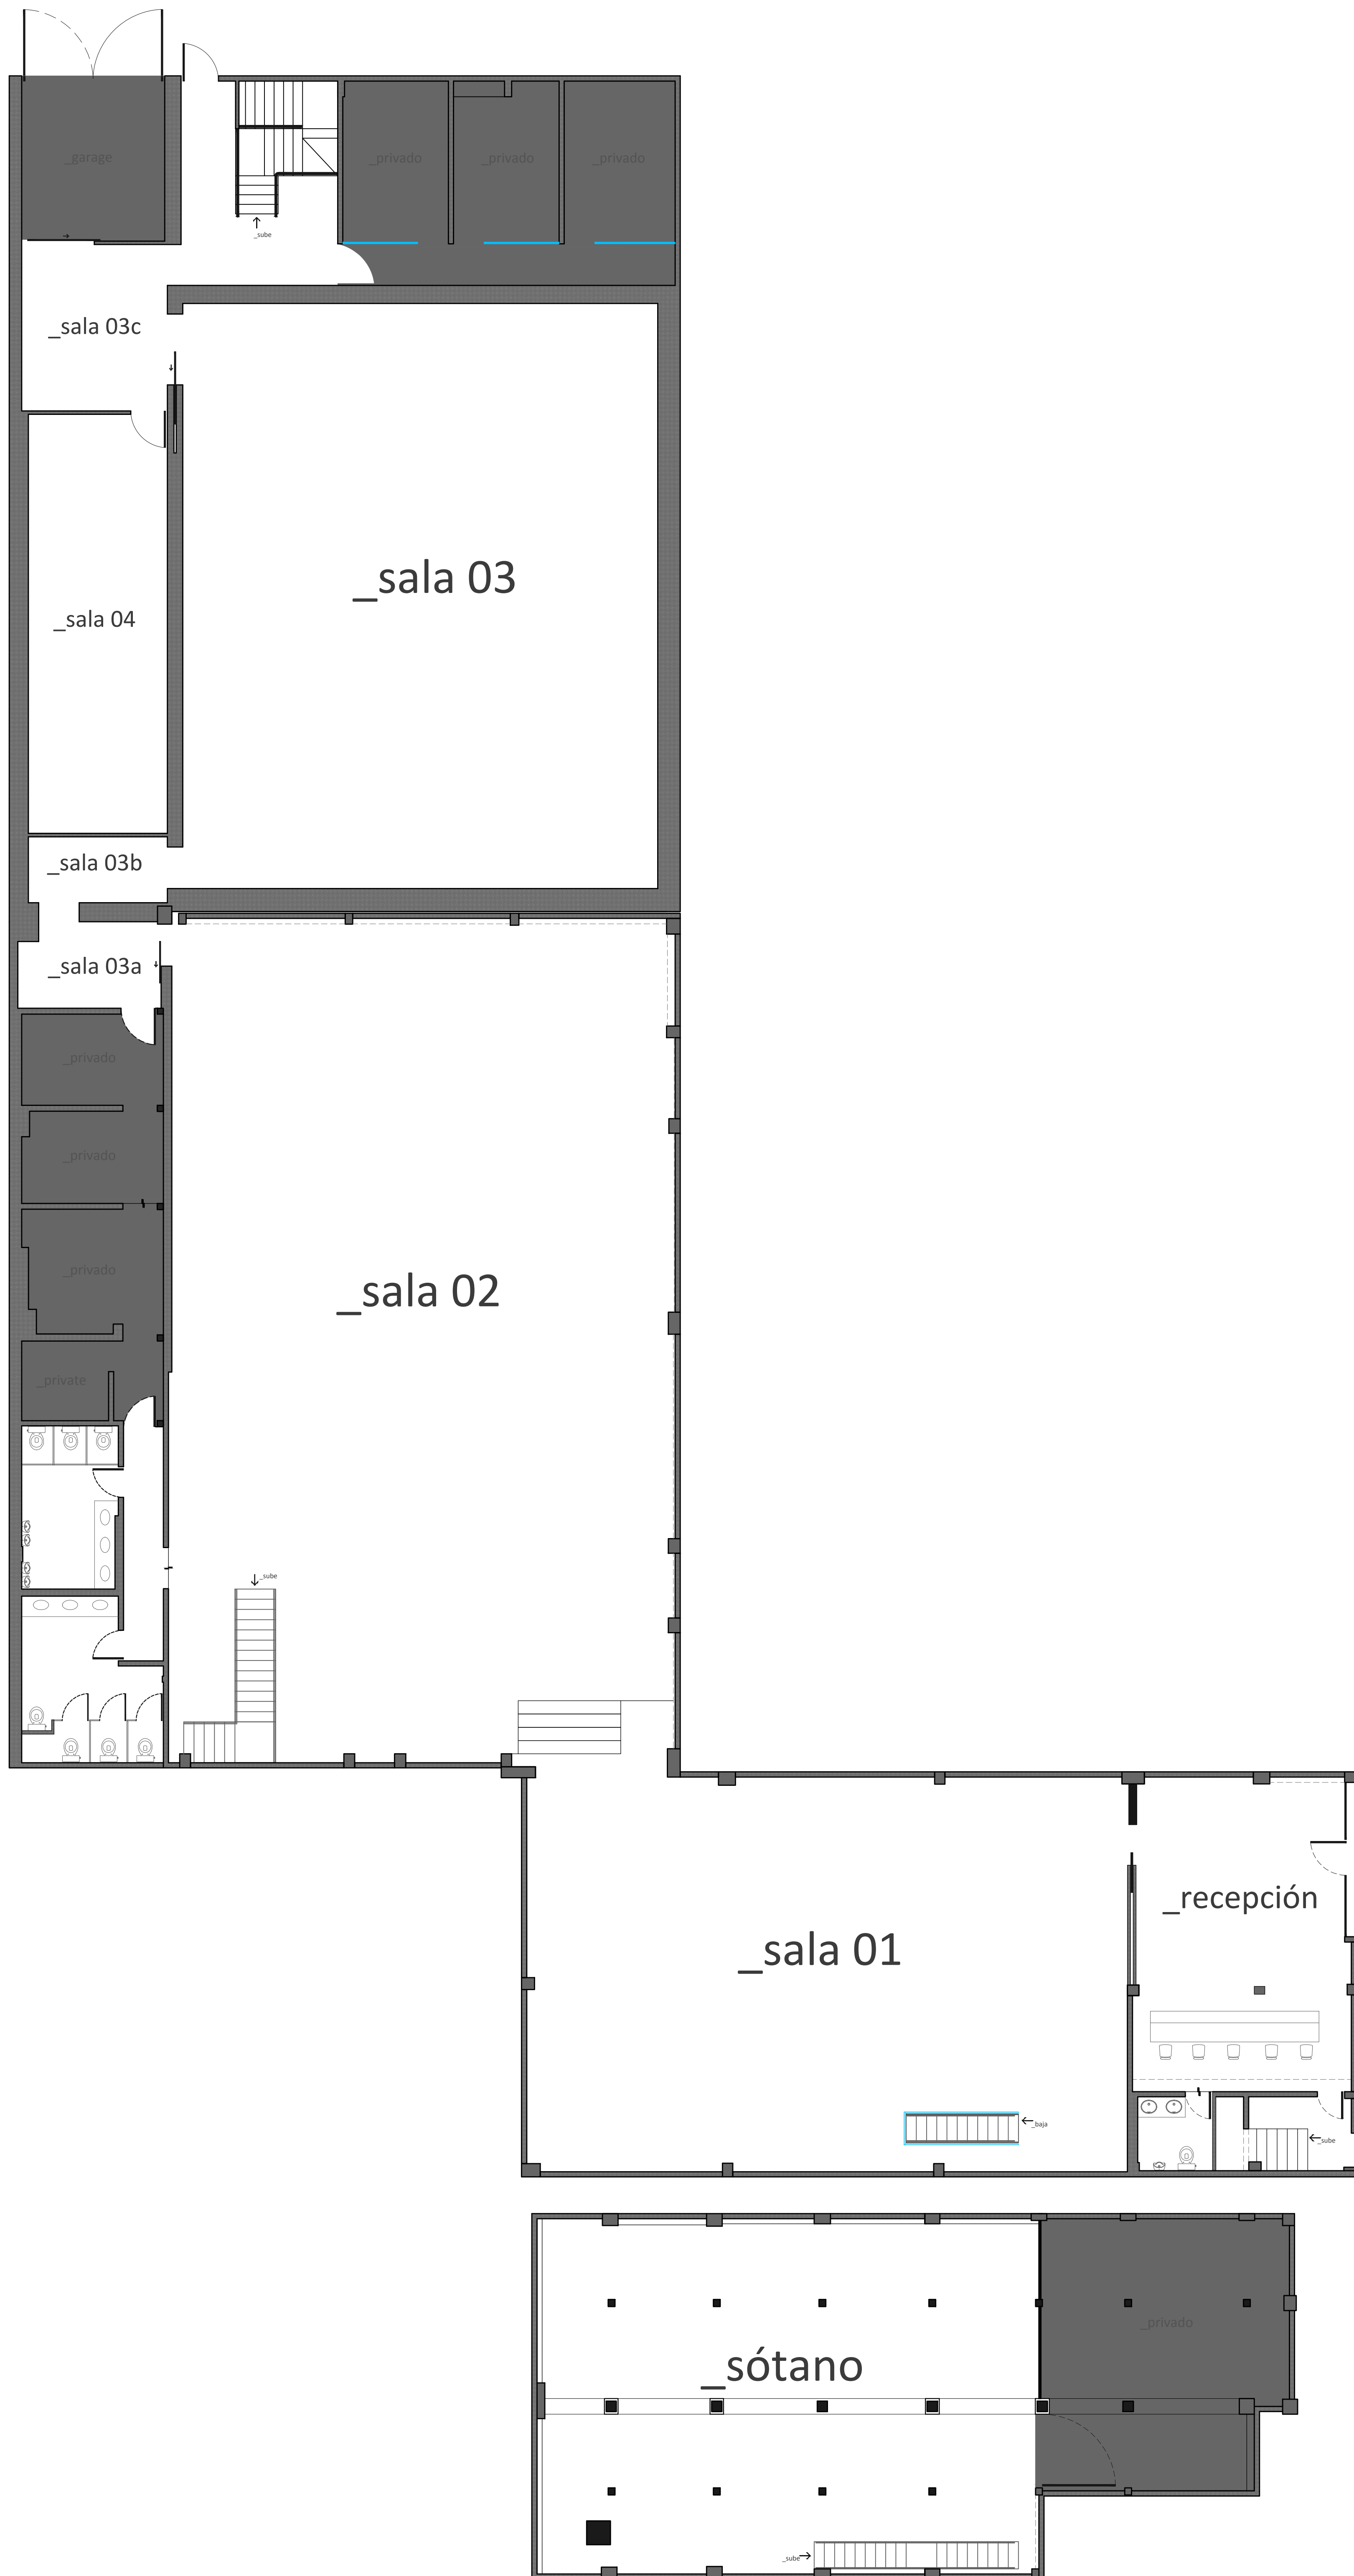 _garage
_privado
_privado
_privado
_sube
_sala 03c
_sala 03
_sala 04
_sala 03b
_sala 03a
_privado
_privado
_sala 02
_privado
_private
_sube
_recepción
_sala 01
_baja
_sube
_privado
_sótano
_sube